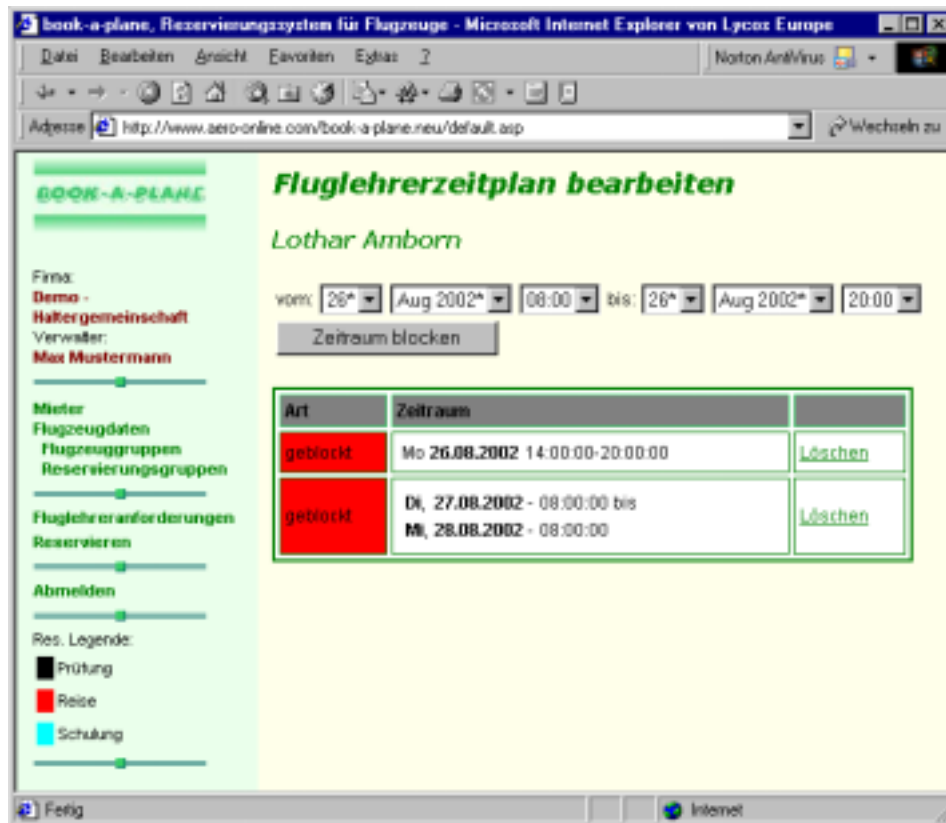 book-a-plane, Reservierungssystem für Flugzeuge - Microsoft Internet Explorer von Lycos Europe
Datei Bearbeiten Ansicht Favoriten Extras ? Norton AntiVirus
Adresse http://www.aero-online.com/book-a-plane.neu/default.asp Wechseln zu
BOOK-A-PLANE
Fluglehrerzeitplan bearbeiten
Lothar Amborn
Firma:
Demo -
Haltergemeinschaft
Verwalter:
Max Mustermann
Mieter
Flugzeugdaten
Flugzeuggruppen
Reservierungsgruppen
Fluglehreranforderungen
Reservieren
Abmelden
Res. Legende:
Prüfung
Reise
Schulung
vom: 26* Aug 2002* 08:00 bis: 26* Aug 2002* 20:00
Zeitraum blocken
Art Zeitraum
geblockt Mo 26.08.2002 14:00:00-20:00:00 Löschen
geblockt Di, 27.08.2002 - 08:00:00 bis
Mi, 28.08.2002 - 08:00:00 Löschen
Fertig Internet